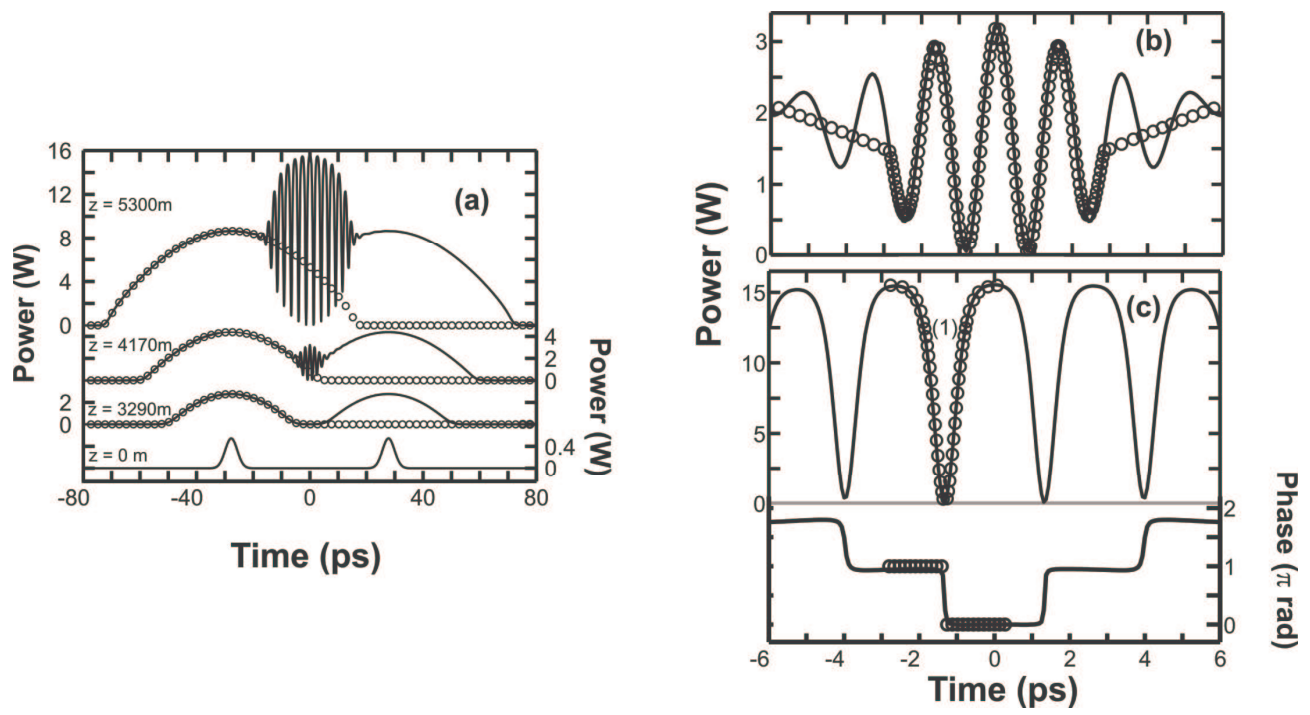 (a)
16
12
8
4
0
2
0
z = 5300m
z = 4170m
z = 3290m
z = 0 m
4
2
0
0.4
0
Power (W)
Power (W)
-80
-40
0
40
80
Time (ps)
(b)
3
2
1
0
(c)
(1)
15
15
5
0
Power (W)
2
1
0
Phase (π rad)
-6
-4
-2
0
2
4
6
Time (ps)